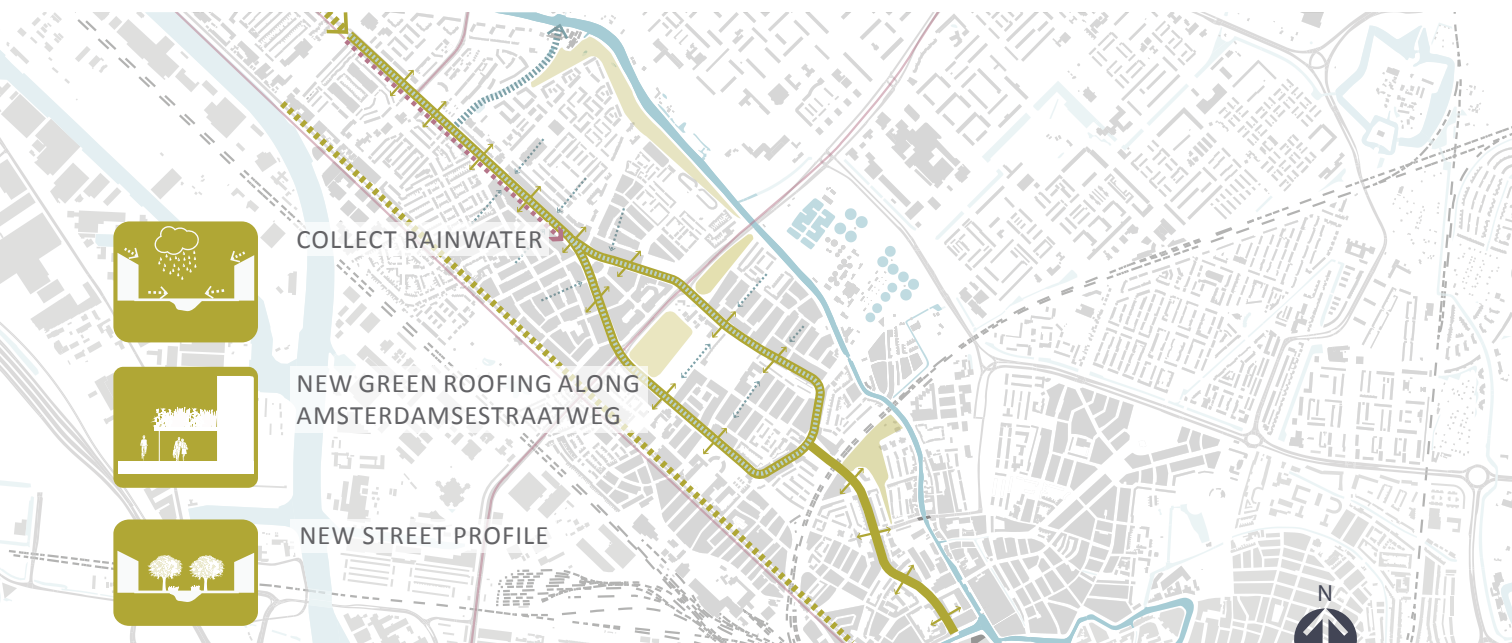 COLLECT RAINWATER
NEW GREEN ROOFING ALONG
AMSTERDAMSESTRAATWEG
NEW STREET PROFILE
N